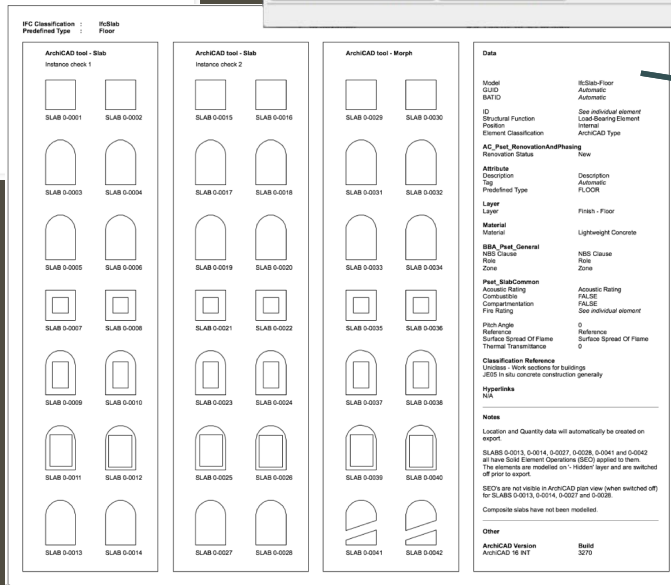 IFC Classification : IfcSlab
Predefined Type : Floor
ArchiCAD tool - Slab
Instance check 1
SLAB 0-0001 SLAB 0-0002
SLAB 0-0003 SLAB 0-0004
SLAB 0-0005 SLAB 0-0006
SLAB 0-0007 SLAB 0-0008
SLAB 0-0009 SLAB 0-0010
SLAB 0-0011 SLAB 0-0012
SLAB 0-0013 SLAB 0-0014
ArchiCAD tool - Slab
Instance check 2
SLAB 0-0015 SLAB 0-0016
SLAB 0-0017 SLAB 0-0018
SLAB 0-0019 SLAB 0-0020
SLAB 0-0021 SLAB 0-0022
SLAB 0-0023 SLAB 0-0024
SLAB 0-0025 SLAB 0-0026
SLAB 0-0027 SLAB 0-0028
ArchiCAD tool - Morph
SLAB 0-0029 SLAB 0-0030
SLAB 0-0031 SLAB 0-0032
SLAB 0-0033 SLAB 0-0034
SLAB 0-0035 SLAB 0-0036
SLAB 0-0037 SLAB 0-0038
SLAB 0-0039 SLAB 0-0040
SLAB 0-0041 SLAB 0-0042
Data
Model IfcSlab-Floor
GUID Automatic
BATID Automatic
ID See individual element
Structural Function Load-Bearing Element
Position Internal
Element Classification ArchiCAD Type
AC_Pset_RenovationAndPhasing
Renovation Status New
Attribute
Description Description
Tag Automatic
Predefined Type FLOOR
Layer
Layer Finish - Floor
Material
Material Lightweight Concrete
BBA_Pset_General
NBS Clause NBS Clause
Role Role
Zone Zone
Pset_SlabCommon
Acoustic Rating Acoustic Rating
Combustible FALSE
Compartmentation FALSE
Fire Rating See individual element
Pitch Angle 0
Reference Reference
Surface Spread Of Flame Surface Spread Of Flame
Thermal Transmittance 0
Classification Reference
Uniclass - Work sections for buildings
JE05 In situ concrete construction generally
Hyperlinks
N/A
Notes
Location and Quantity data will automatically be created on
export.
SLABS 0-0013, 0-0014, 0-0027, 0-0028, 0-0041 and 0-0042
all have Solid Element Operations (SEO) applied to them.
The elements are modelled on '- Hidden' layer and are switched
off prior to export.
SEO's are not visible in ArchiCAD plan view (when switched off)
for SLABS 0-0013, 0-0014, 0-0027 and 0-0028.
Composite slabs have not been modelled.
Other
ArchiCAD Version Build
ArchiCAD 16 INT 3270